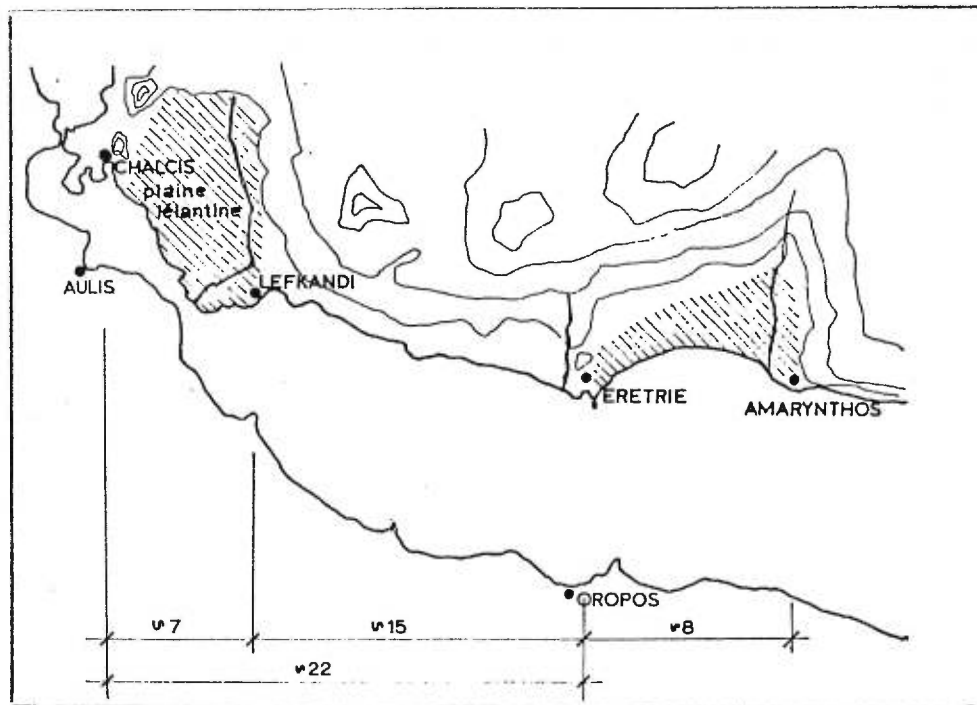 CHALCIS
plaine
lélantine
AULIS
LEFKANDI
ERETRIE
AMARYNTHOS
OROPOS
∽7
∽15
∽8
∽22